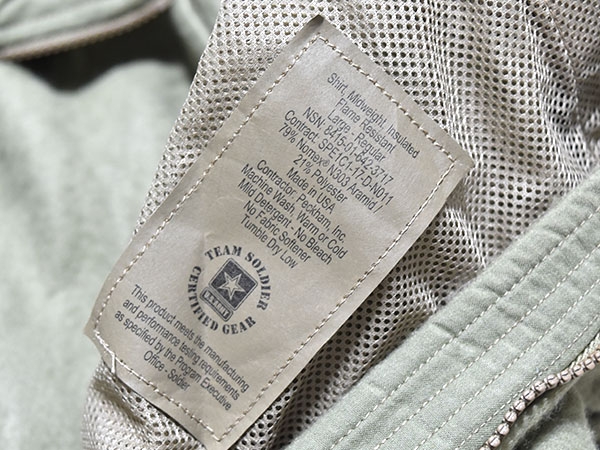 Shirt, Midweight, Insulated
Flame Resistant
Large - Regular
NSN: 8415-01-642-3717
Contract: SPE1C1-17-D-N011
79% Nomex® N303 Aramid /
21% Polyester
Made in USA
Contractor: Peckham, Inc.
Machine Wash, Warm or Cold
Mild Detergent - No Bleach
No Fabric Softener
Tumble Dry Low
TEAM SOLDIER
U.S. ARMY
CERTIFIED GEAR
This product meets the manufacturing
and performance testing requirements
as specified by the Program Executive
Office - Soldier